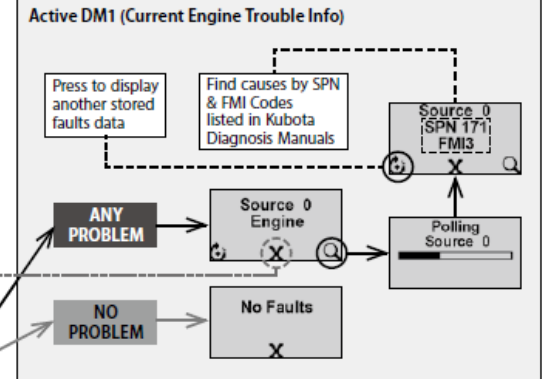 Active DM1 (Current Engine Trouble Info)
Press to display
another stored
faults data
Find causes by SPN
& FMI Codes
listed in Kubota
Diagnosis Manuals
Source 0
SPN 171
FMI3
X
ANY
PROBLEM
Source 0
Engine
X
Polling
Source 0
NO
PROBLEM
No Faults
X